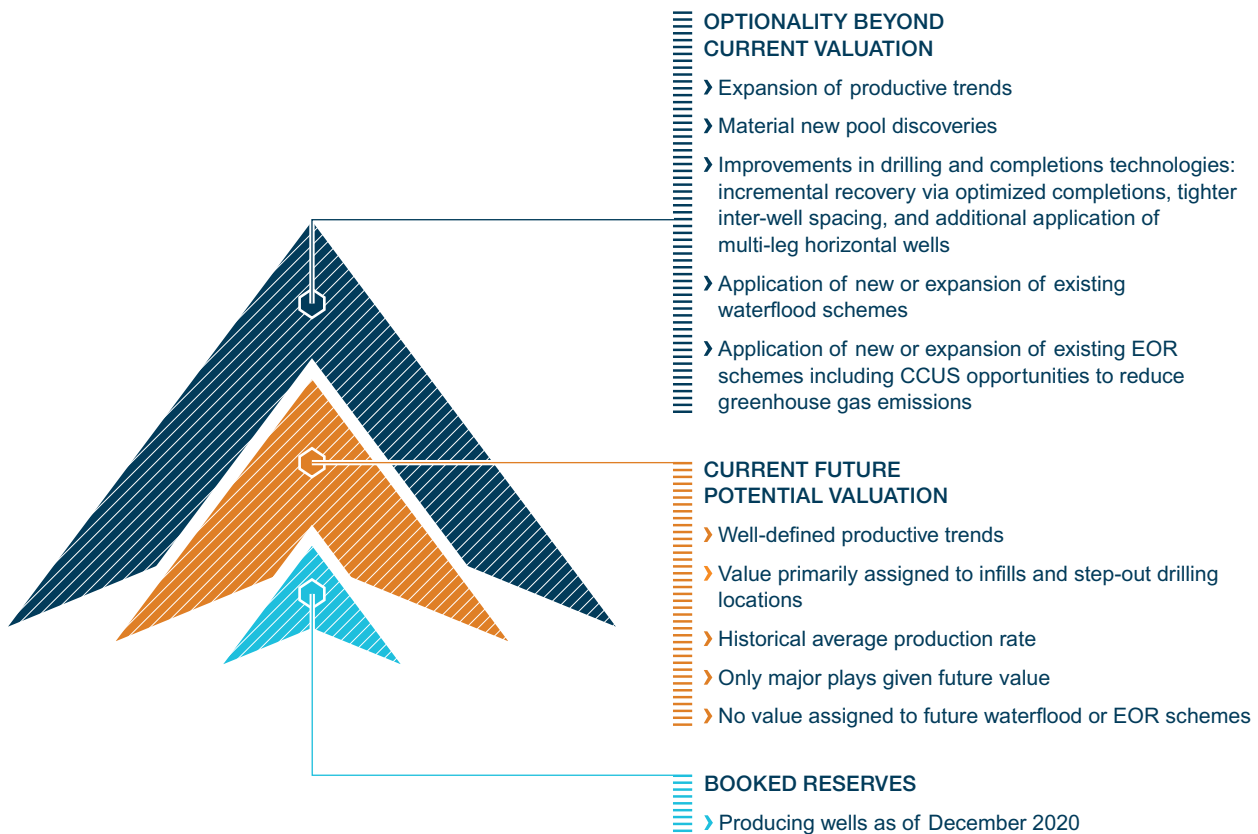 OPTIONALITY BEYOND
CURRENT VALUATION
› Expansion of productive trends
› Material new pool discoveries
› Improvements in drilling and completions technologies:
incremental recovery via optimized completions, tighter
inter-well spacing, and additional application of
multi-leg horizontal wells
› Application of new or expansion of existing
waterflood schemes
› Application of new or expansion of existing EOR
schemes including CCUS opportunities to reduce
greenhouse gas emissions
CURRENT FUTURE
POTENTIAL VALUATION
› Well-defined productive trends
› Value primarily assigned to infills and step-out drilling
locations
› Historical average production rate
› Only major plays given future value
› No value assigned to future waterflood or EOR schemes
BOOKED RESERVES
› Producing wells as of December 2020